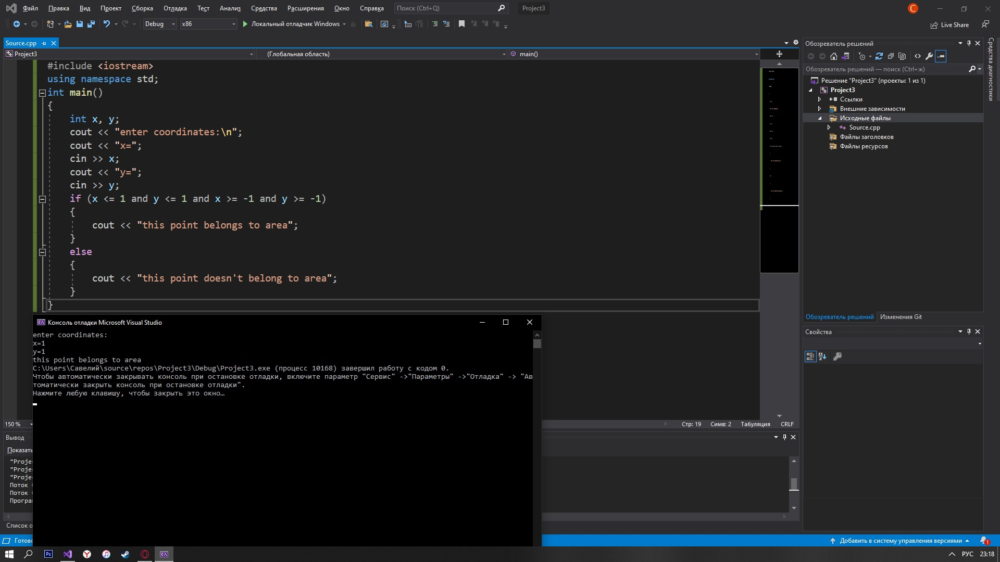 Файл Правка Вид Проект Сборка Отладка Тест Анализ Средства Расширения Окно Справка Поиск (Ctrl+Q) Project3
C
Debug x86 Локальный отладчик Windows Live Share
Source.cpp
Project3 (Глобальная область) main()
#include <iostream>
using namespace std;
int main()
{
int x, y;
cout << "enter coordinates:\n";
cout << "x=";
cin >> x;
cout << "y=";
cin >> y;
if (x <= 1 and y <= 1 and x >= -1 and y >= -1)
{
cout << "this point belongs to area";
}
else
{
cout << "this point doesn't belong to area";
}
}
Обозреватель решений
Обозреватель решений — поиск (Ctrl+ж)
Решение "Project3" (проекты: 1 из 1)
Project3
Ссылки
Внешние зависимости
Исходные файлы
Source.cpp
Файлы заголовков
Файлы ресурсов
Средства диагностики
Обозреватель решений Изменения Git
Свойства
Консоль отладки Microsoft Visual Studio
enter coordinates:
x=1
y=1
this point belongs to area
C:\Users\Савелий\source\repos\Project3\Debug\Project3.exe (процесс 10168) завершил работу с кодом 0.
Чтобы автоматически закрывать консоль при остановке отладки, включите параметр "Сервис" ->"Параметры" ->"Отладка" -> "Ав
томатически закрыть консоль при остановке отладки".
Нажмите любую клавишу, чтобы закрыть это окно…
150 %
Стр: 19 Симв: 2 Табуляция CRLF
Вывод
Показать
"Proje
"Proje
"Proje
Поток
Поток
Програ
Список о
Готово
Добавить в систему управления версиями 1
Ps РУС 23:18